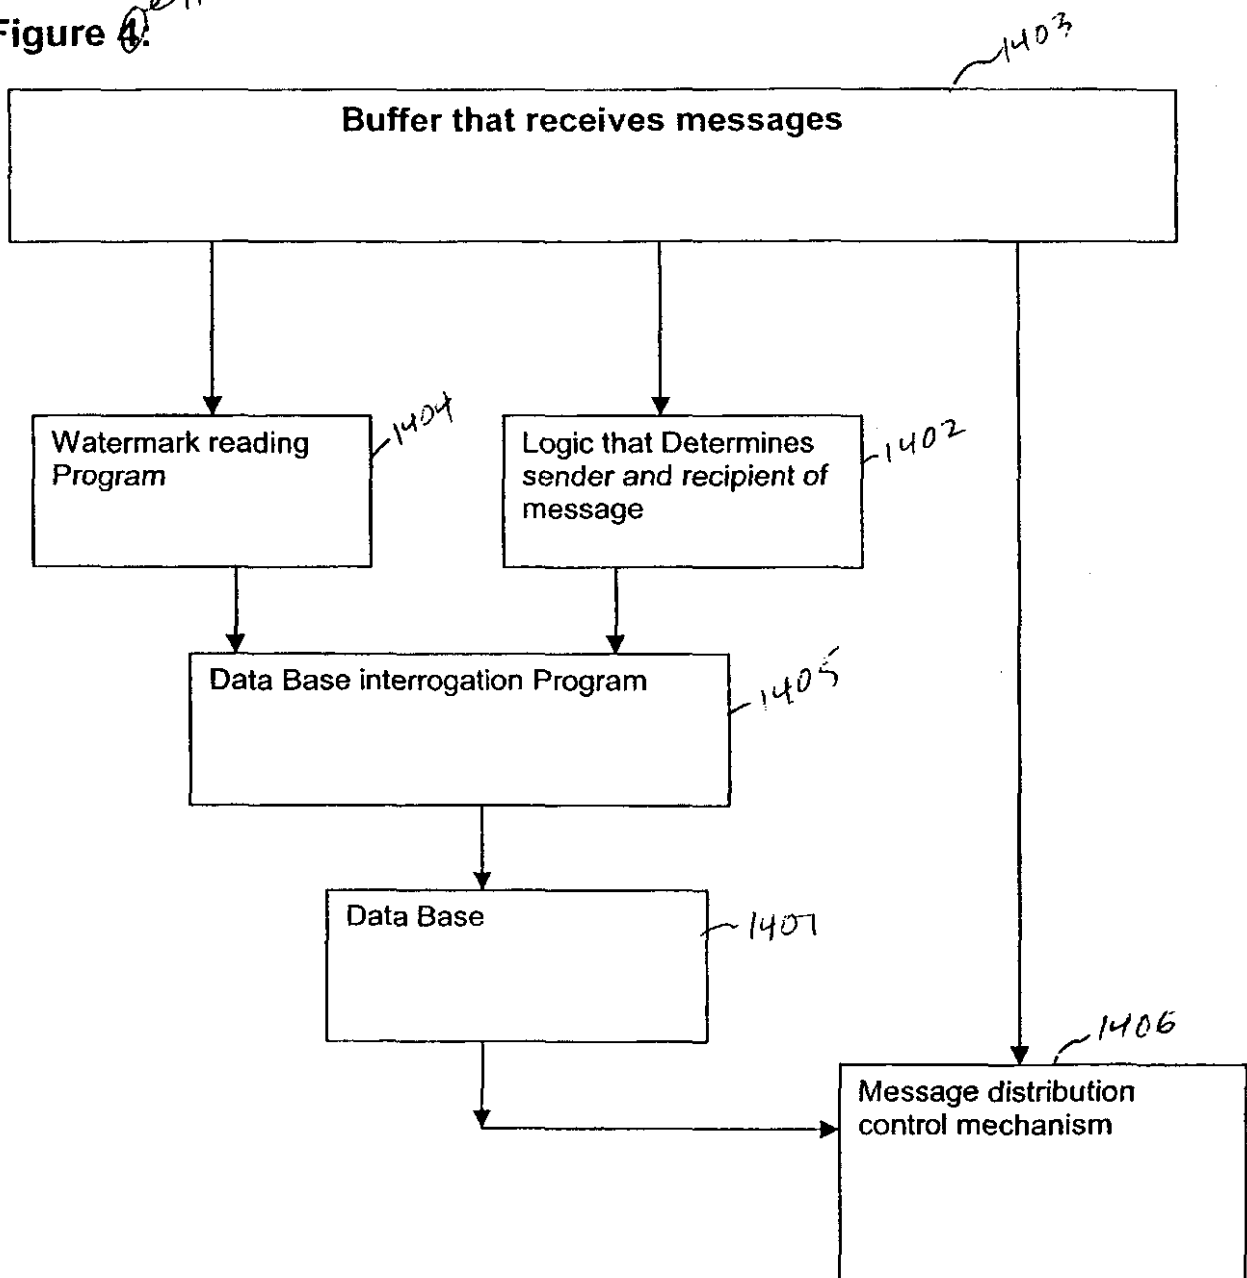 Figure 4:
1403
Buffer that receives messages
Watermark reading
Program
1404
Logic that Determines
sender and recipient of
message
1402
Data Base interrogation Program
1405
Data Base
1407
1406
Message distribution
control mechanism